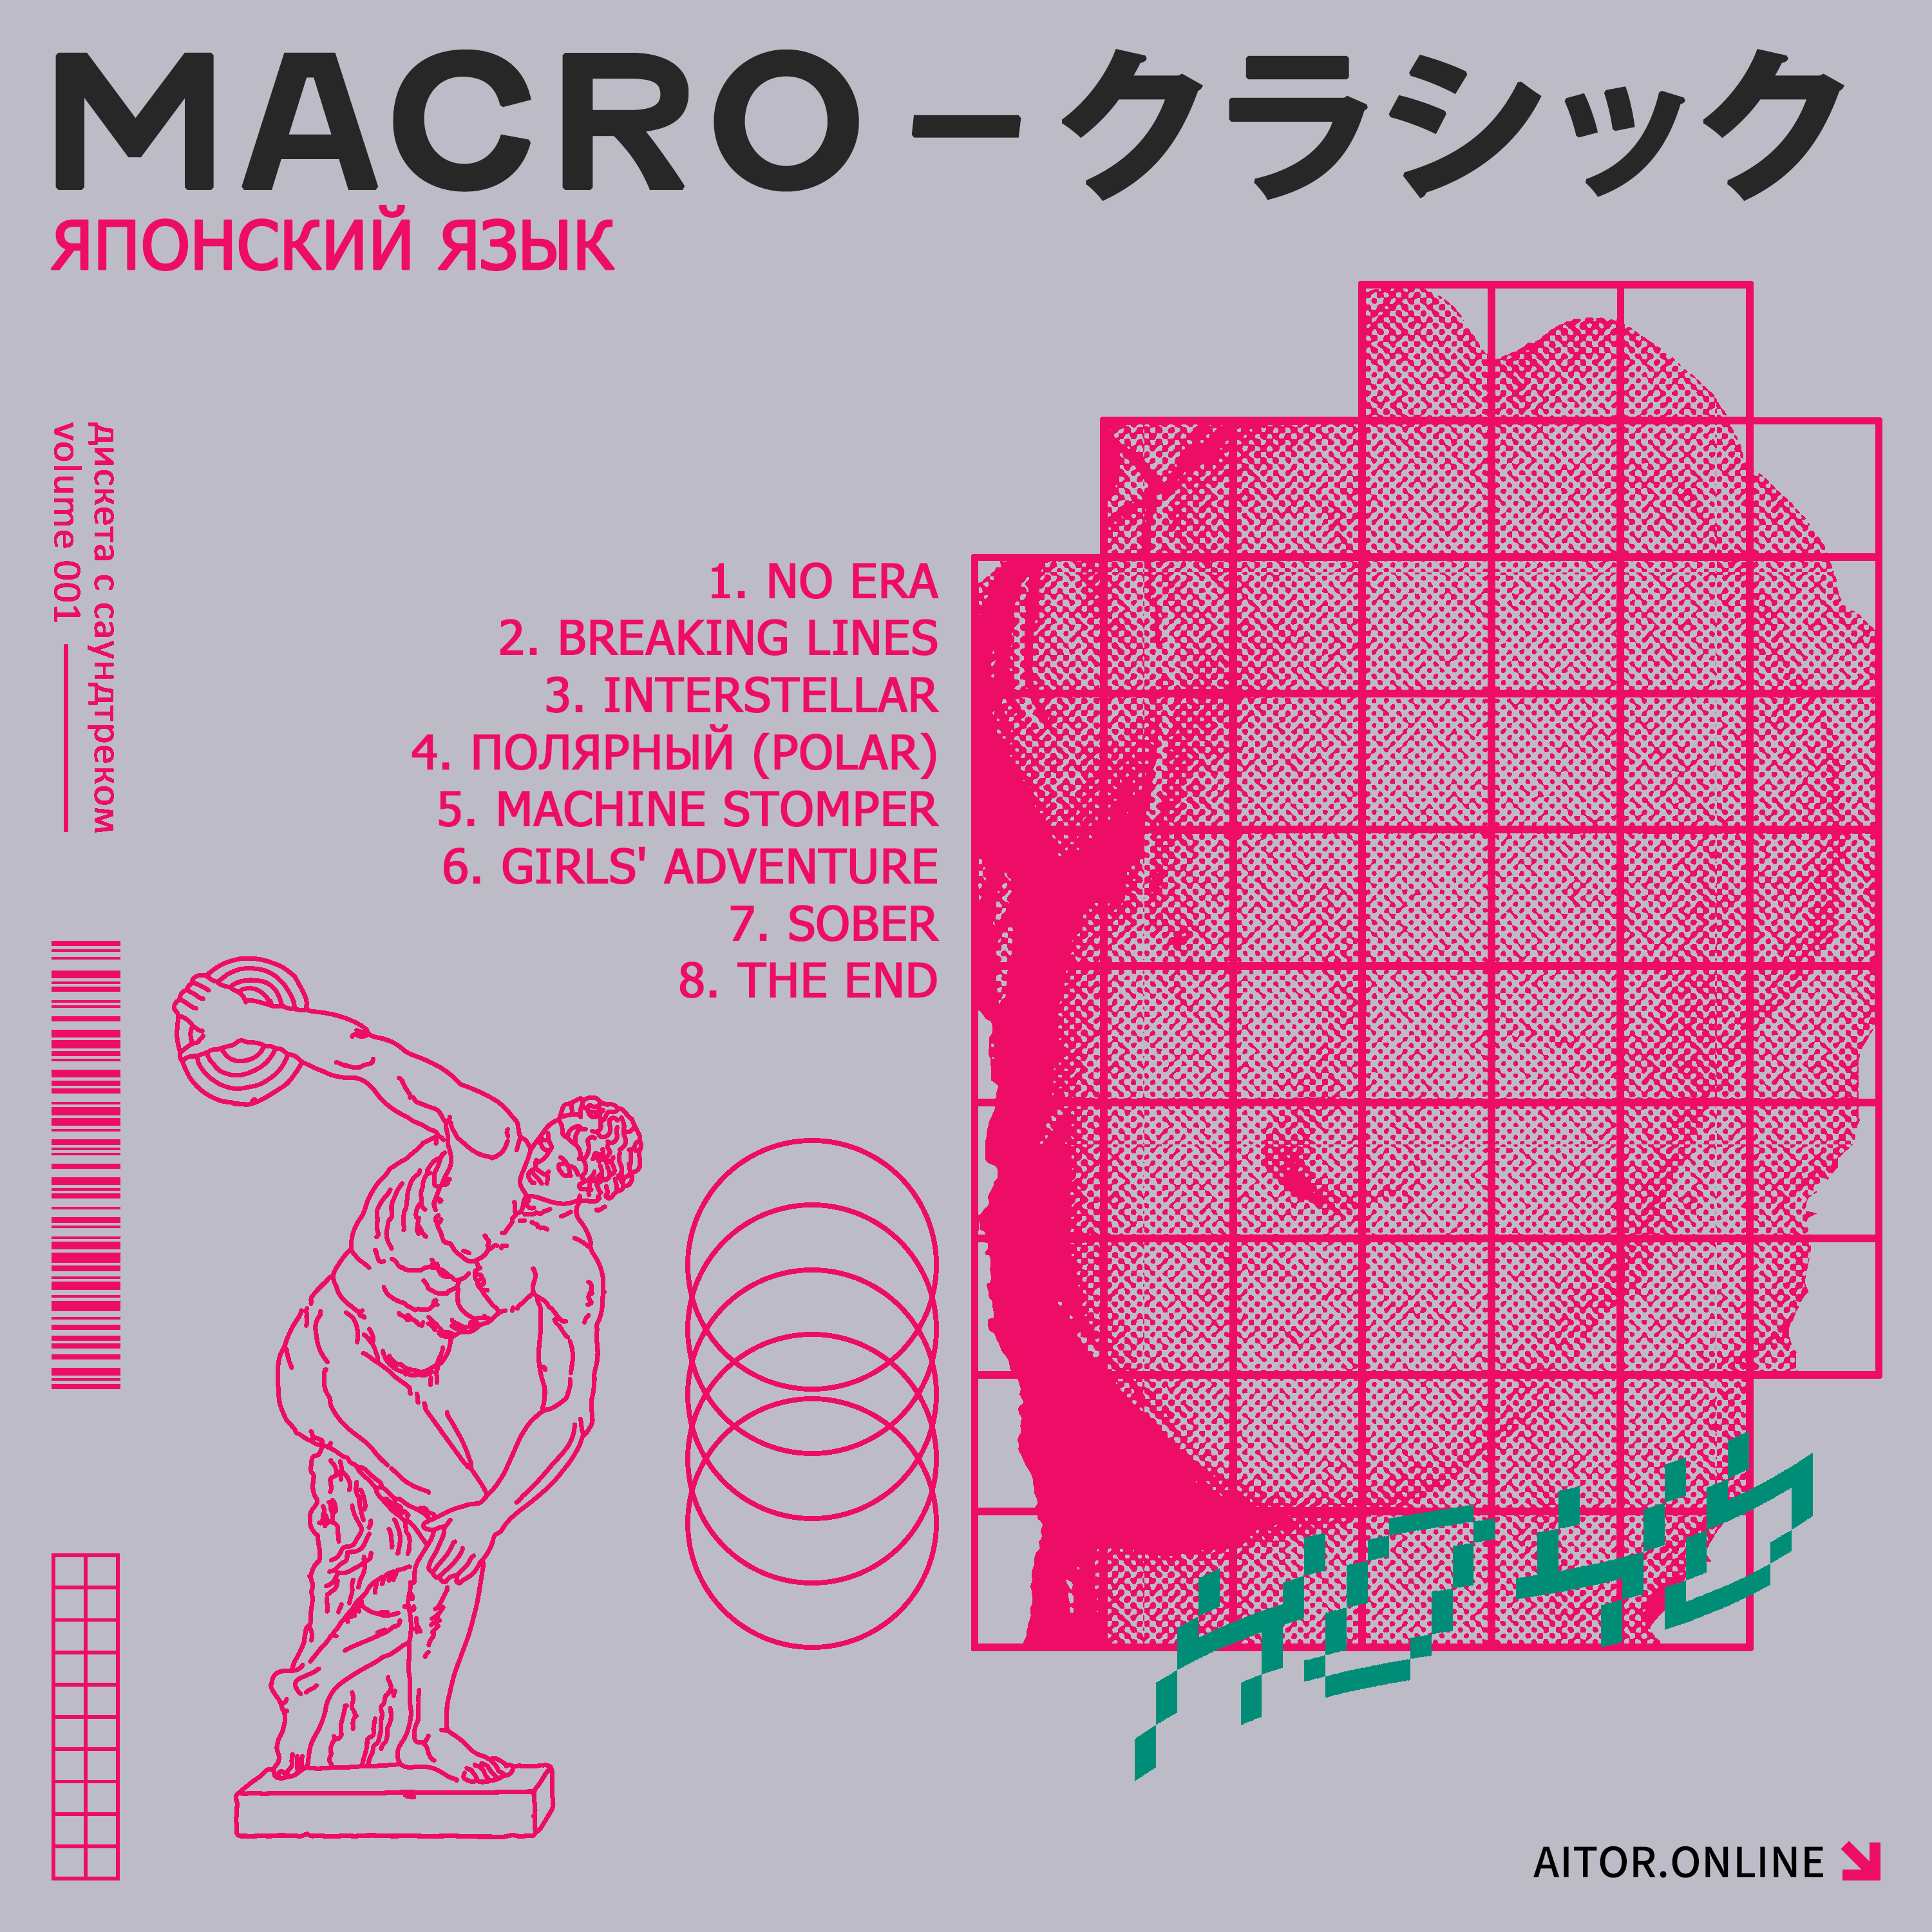 MACRO – クラシック
ЯПОНСКИЙ ЯЗЫК
дискета с саундтреком
volume 001
1. NO ERA
2. BREAKING LINES
3. INTERSTELLAR
4. ПОЛЯРНЫЙ (POLAR)
5. MACHINE STOMPER
6. GIRLS' ADVENTURE
7. SOBER
8. THE END
AITOR.ONLINE